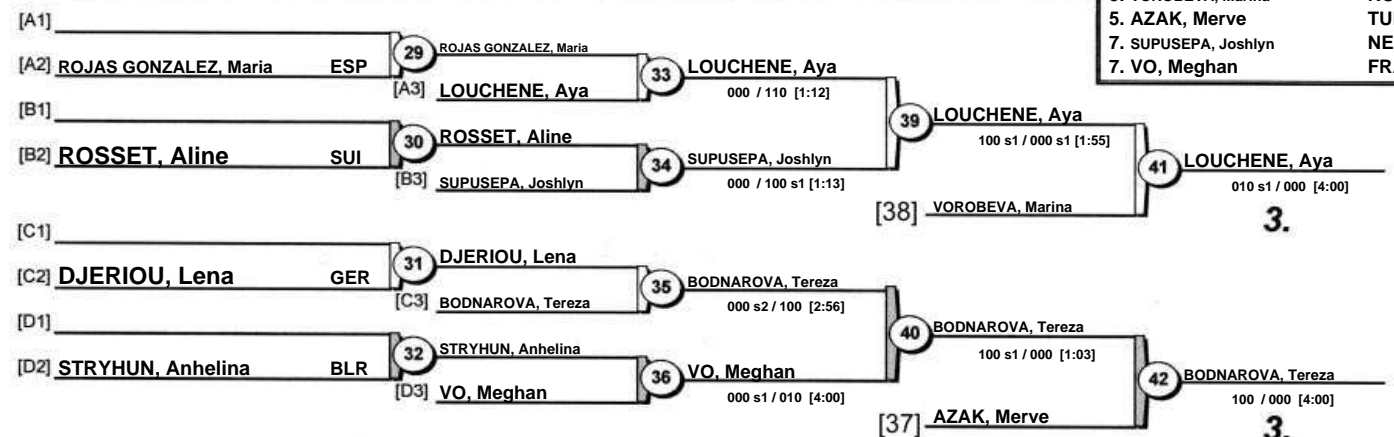 5. AZAK, Merve
7. SUPUSEPA, Joshlyn
7. VO, Meghan
[A1]
[A2] ROJAS GONZALEZ, Maria ESP
29
ROJAS GONZALEZ, Maria
[A3] LOUCHENE, Aya
33
LOUCHENE, Aya
000 / 110 [1:12]
[B1]
[B2] ROSSET, Aline SUI
30
ROSSET, Aline
[B3] SUPUSEPA, Joshlyn
34
SUPUSEPA, Joshlyn
000 / 100 s1 [1:13]
39
LOUCHENE, Aya
100 s1 / 000 s1 [1:55]
[38] VOROBEVA, Marina
41
LOUCHENE, Aya
010 s1 / 000 [4:00]
3.
[C1]
[C2] DJERIOU, Lena GER
31
DJERIOU, Lena
[C3] BODNAROVA, Tereza
35
BODNAROVA, Tereza
000 s2 / 100 [2:56]
[D1]
[D2] STRYHUN, Anhelina BLR
32
STRYHUN, Anhelina
[D3] VO, Meghan
36
VO, Meghan
000 s1 / 010 [4:00]
40
BODNAROVA, Tereza
100 s1 / 000 [1:03]
[37] AZAK, Merve
42
BODNAROVA, Tereza
100 / 000 [4:00]
3.